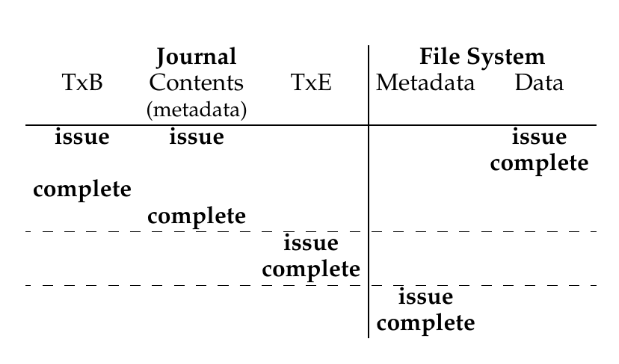 Journal File System
TxB Contents TxE Metadata Data
(metadata)
issue issue issue
complete
complete
complete
issue
complete
issue
complete